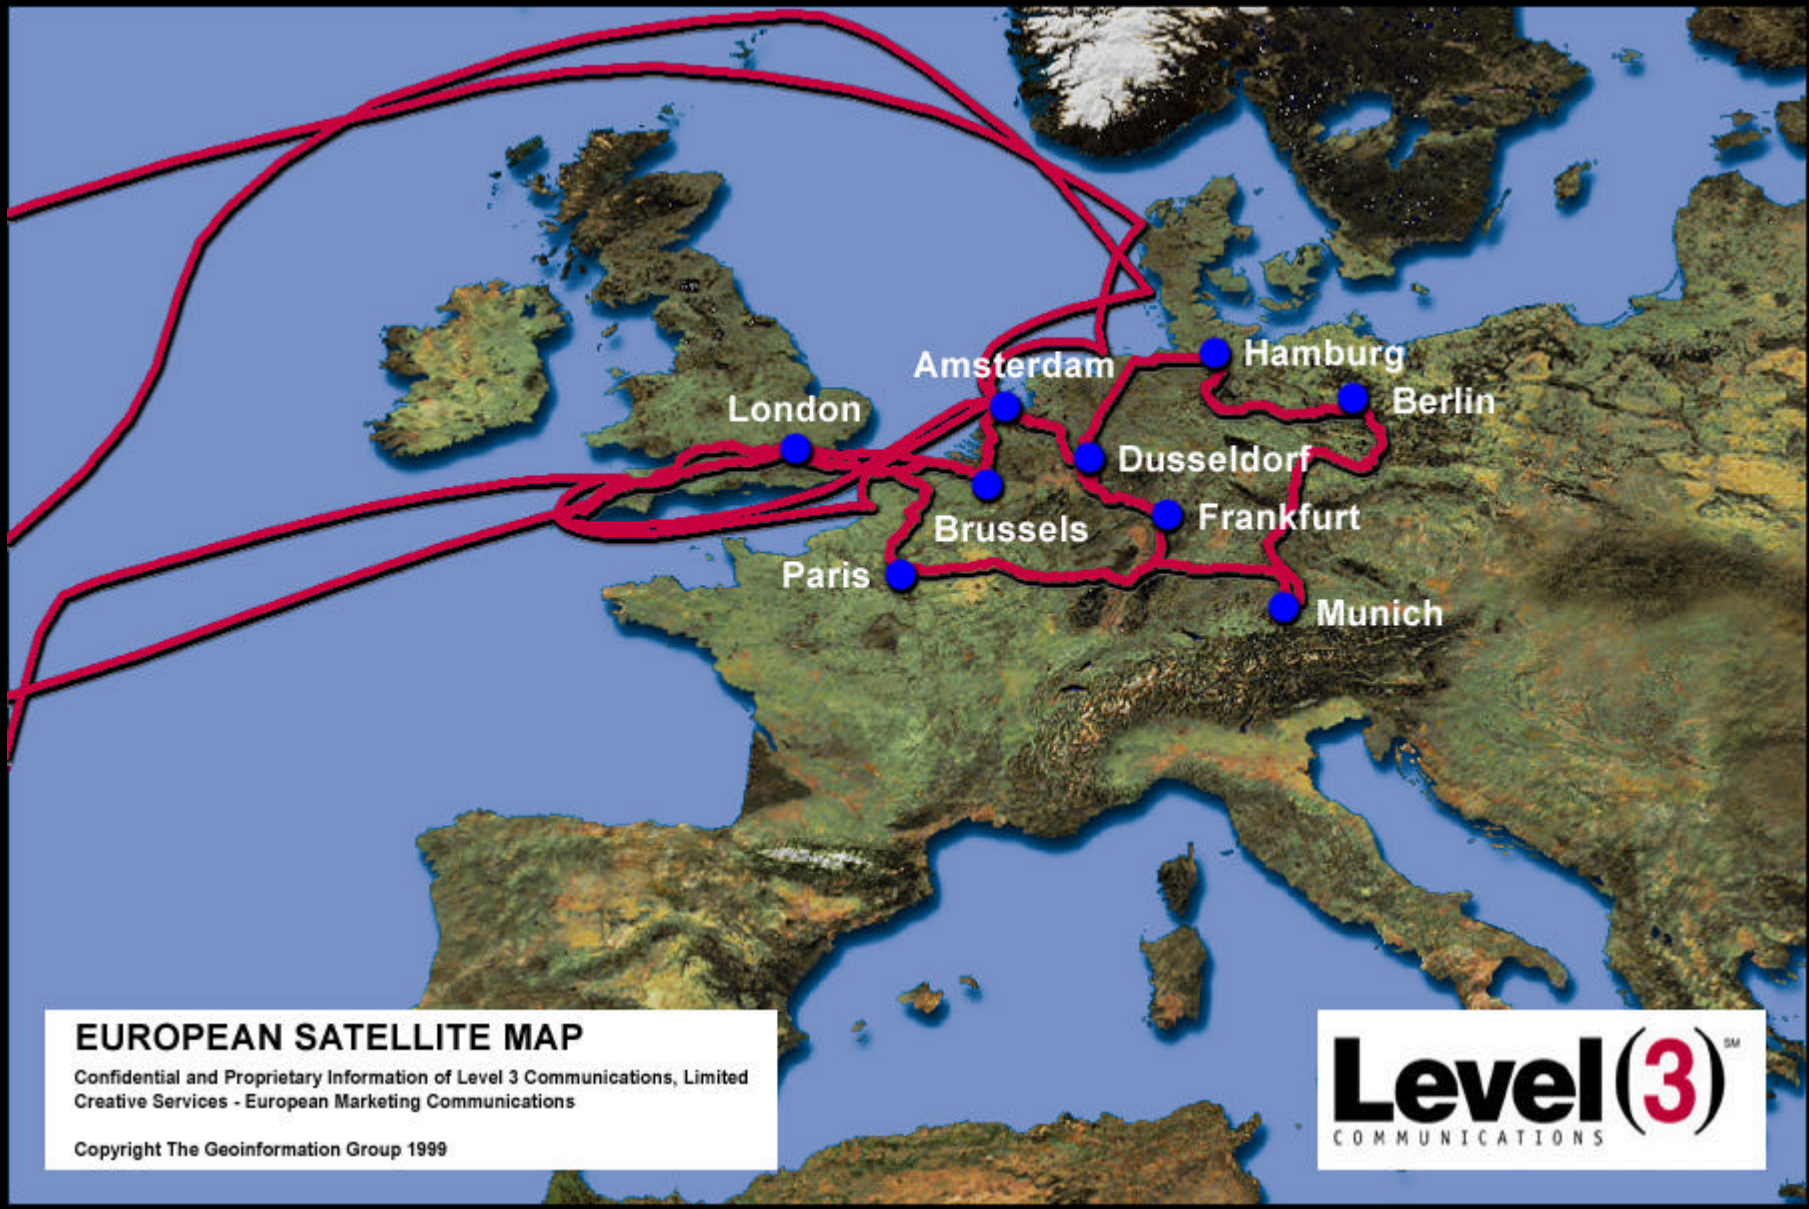 Amsterdam
Hamburg
London
Berlin
Dusseldorf
Brussels
Frankfurt
Paris
Munich
EUROPEAN SATELLITE MAP
Confidential and Proprietary Information of Level 3 Communications, Limited
Creative Services - European Marketing Communications
Copyright The Geoinformation Group 1999
Level(3) SM
COMMUNICATIONS